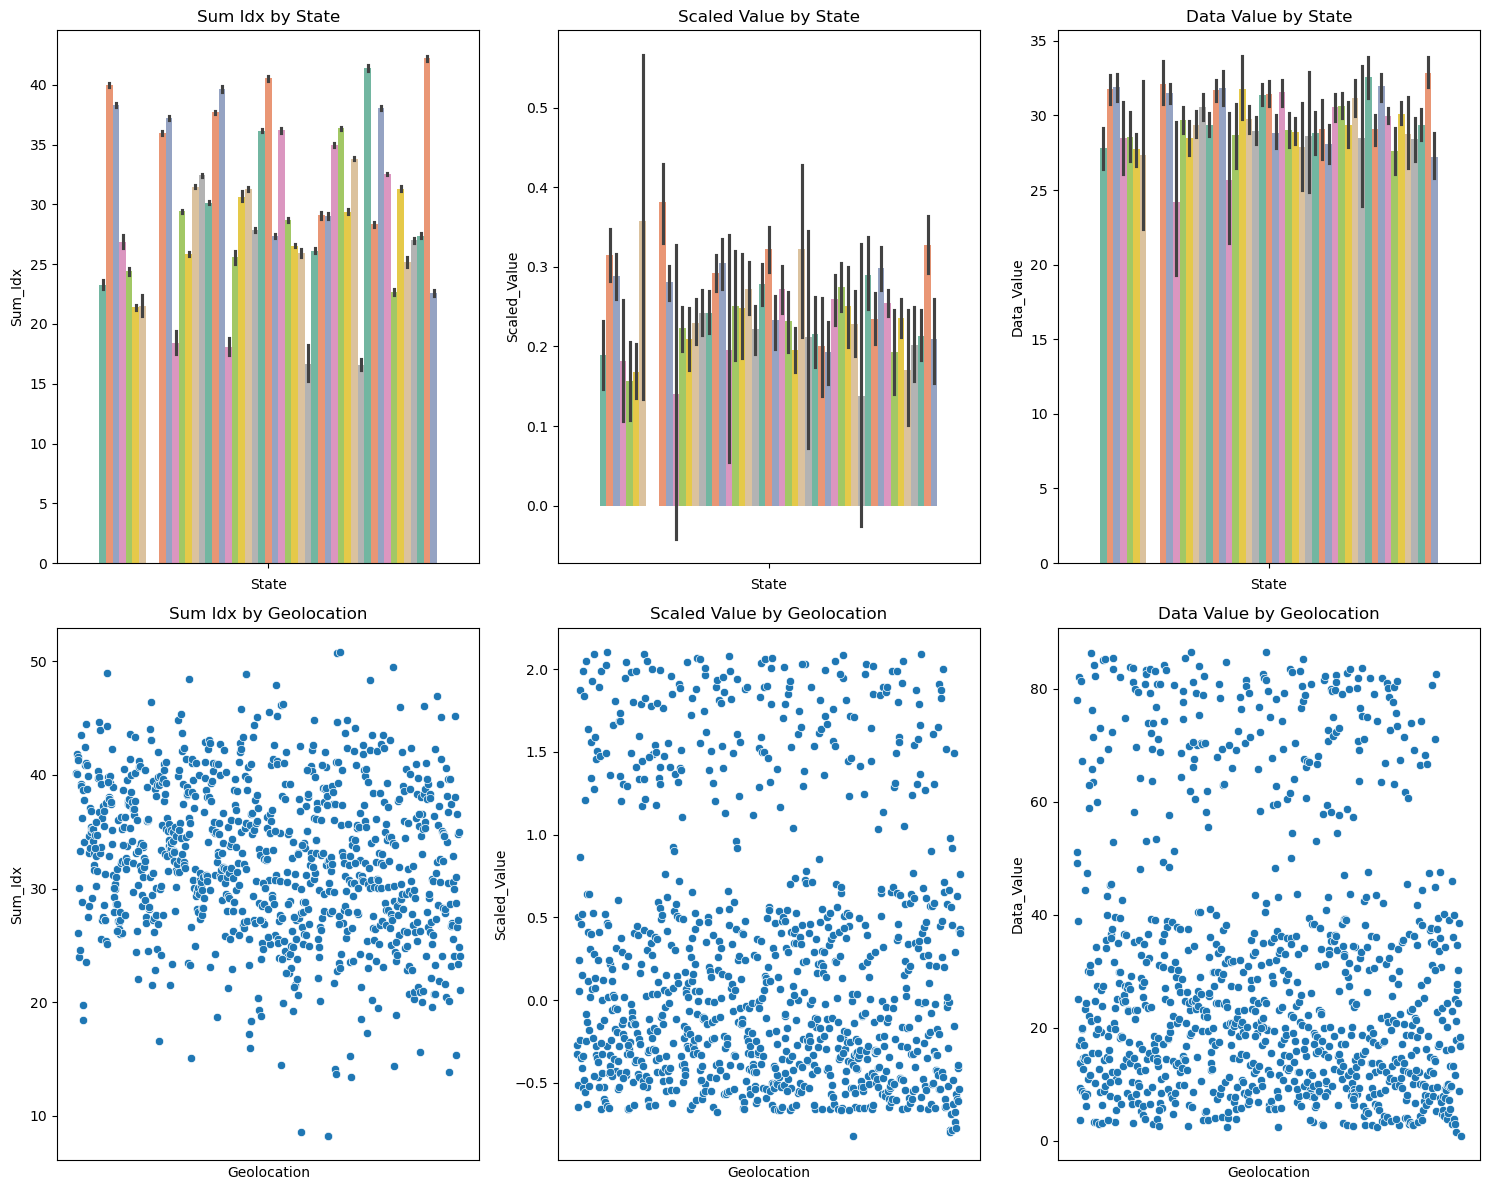 Sum Idx by State
Sum_Idx
40
35
30
25
20
15
10
5
0
State
Scaled Value by State
Scaled_Value
0.5
0.4
0.3
0.2
0.1
0.0
State
Data Value by State
Data_Value
35
30
25
20
15
10
5
0
State
Sum Idx by Geolocation
Sum_Idx
50
40
30
20
10
Geolocation
Scaled Value by Geolocation
Scaled_Value
2.0
1.5
1.0
0.5
0.0
−0.5
Geolocation
Data Value by Geolocation
Data_Value
80
60
40
20
0
Geolocation